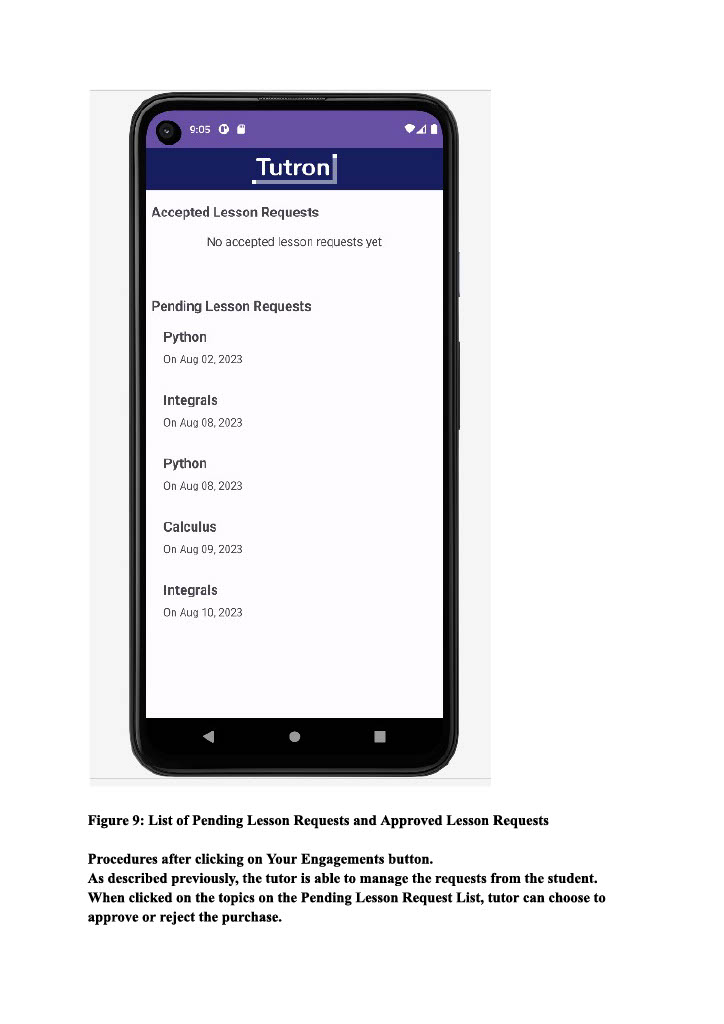 9:05
Tutron
Accepted Lesson Requests
No accepted lesson requests yet
Pending Lesson Requests
Python
On Aug 02, 2023
Integrals
On Aug 08, 2023
Python
On Aug 08, 2023
Calculus
On Aug 09, 2023
Integrals
On Aug 10, 2023
Figure 9: List of Pending Lesson Requests and Approved Lesson Requests
Procedures after clicking on Your Engagements button.
As described previously, the tutor is able to manage the requests from the student.
When clicked on the topics on the Pending Lesson Request List, tutor can choose to
approve or reject the purchase.